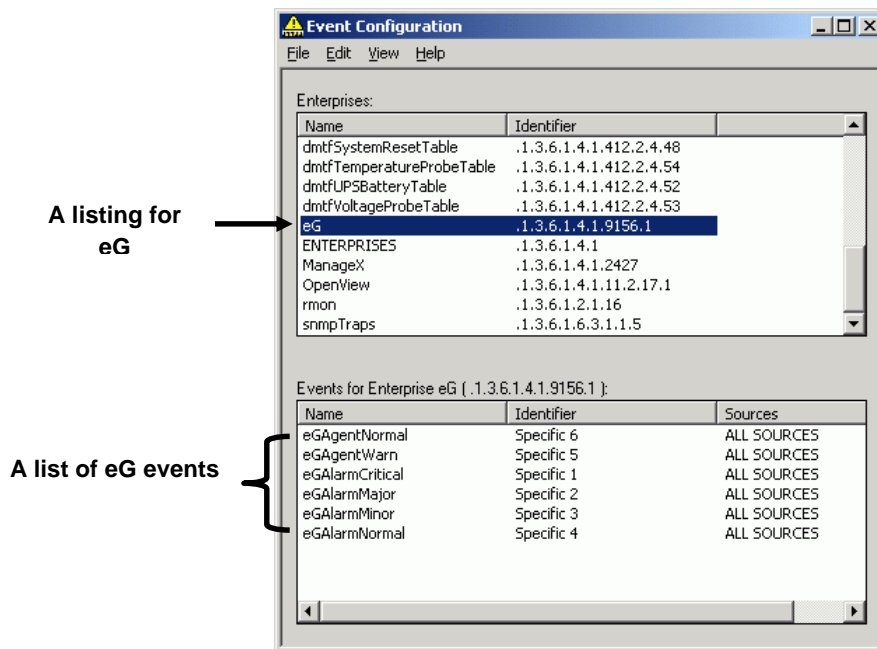 Event Configuration
File Edit View Help
Enterprises:
Name Identifier
dmtfSystemResetTable .1.3.6.1.4.1.412.2.4.48
dmtfTemperatureProbeTable .1.3.6.1.4.1.412.2.4.54
dmtfUPSBatteryTable .1.3.6.1.4.1.412.2.4.52
dmtfVoltageProbeTable .1.3.6.1.4.1.412.2.4.53
eG .1.3.6.1.4.1.9156.1
ENTERPRISES .1.3.6.1.4.1
ManageX .1.3.6.1.4.1.2427
OpenView .1.3.6.1.4.1.11.2.17.1
rmon .1.3.6.1.2.1.16
snmpTraps .1.3.6.1.6.3.1.1.5
A listing for
eG
Events for Enterprise eG ( .1.3.6.1.4.1.9156.1 ):
Name Identifier Sources
eGAgentNormal Specific 6 ALL SOURCES
eGAgentWarn Specific 5 ALL SOURCES
eGAlarmCritical Specific 1 ALL SOURCES
eGAlarmMajor Specific 2 ALL SOURCES
eGAlarmMinor Specific 3 ALL SOURCES
eGAlarmNormal Specific 4 ALL SOURCES
A list of eG events